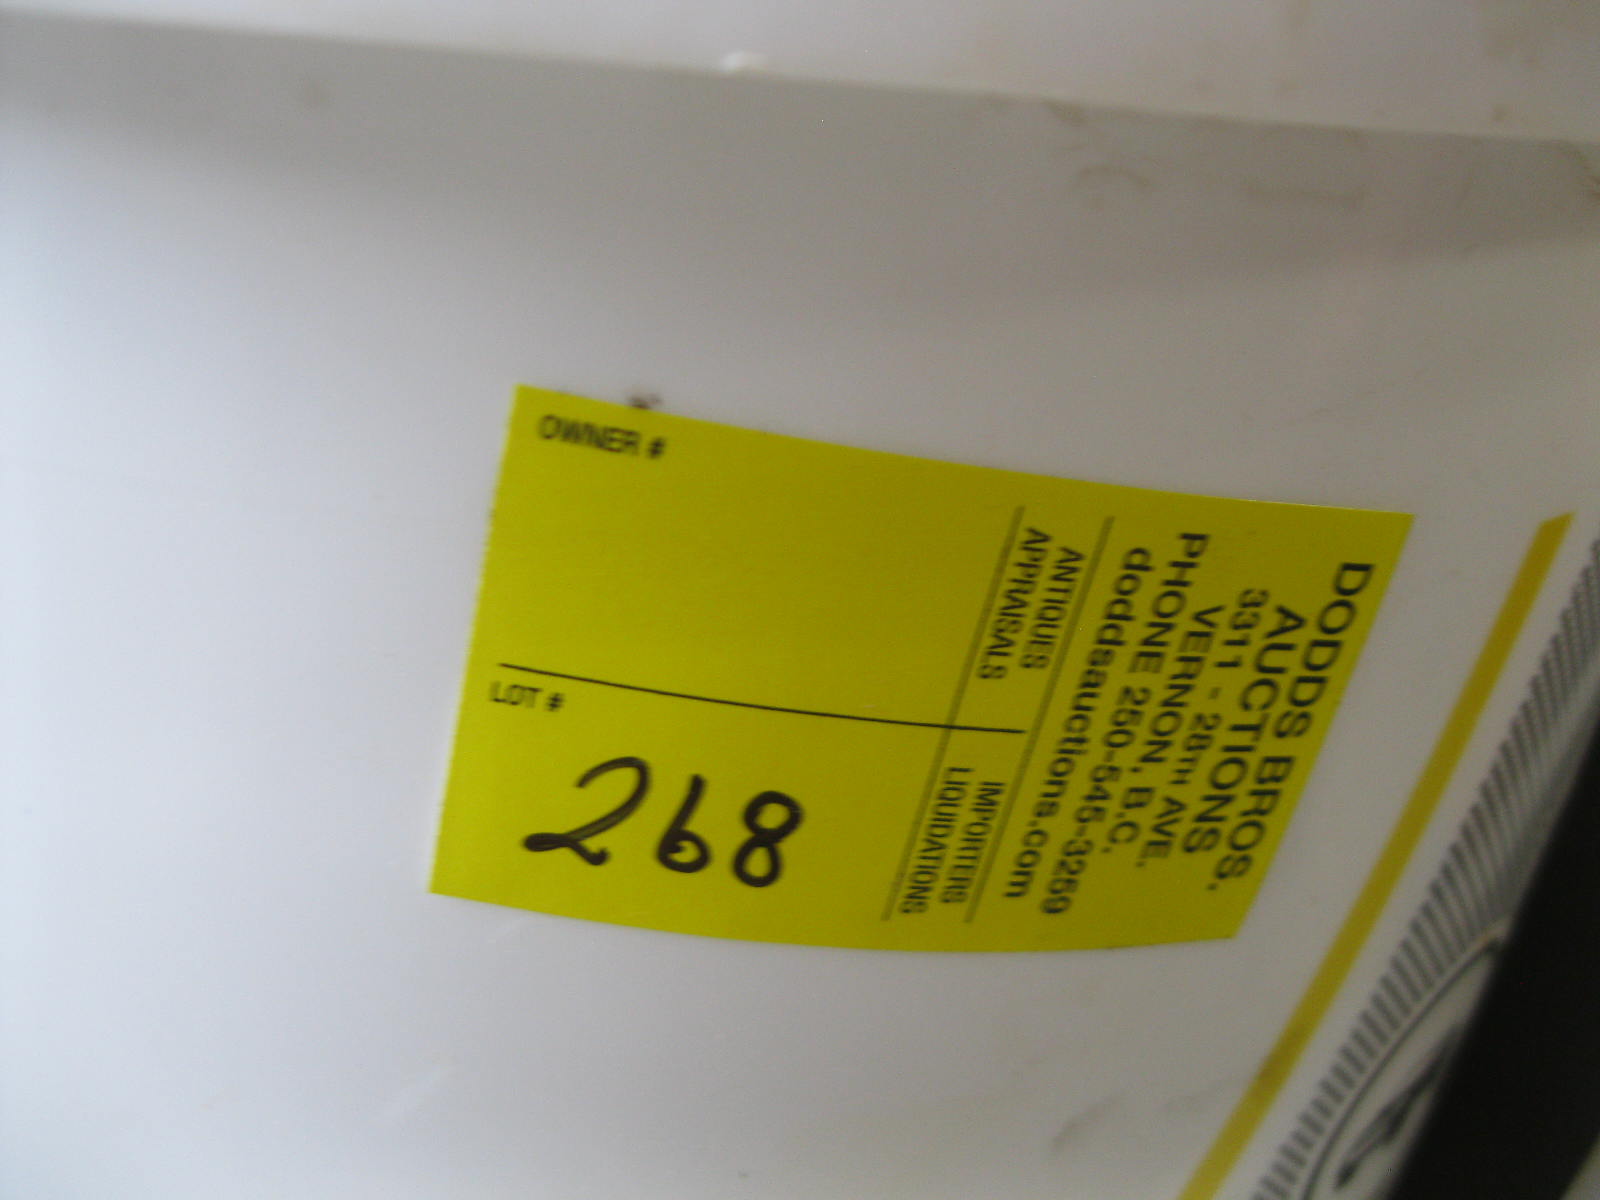 DODDS BROS.
AUCTIONS
3311 - 28TH AVE.
VERNON, B.C.
PHONE 250-545-3259
doddsauctions.com
ANTIQUES IMPORTERS
APPRAISALS LIQUIDATIONS
OWNER #
LOT #
268